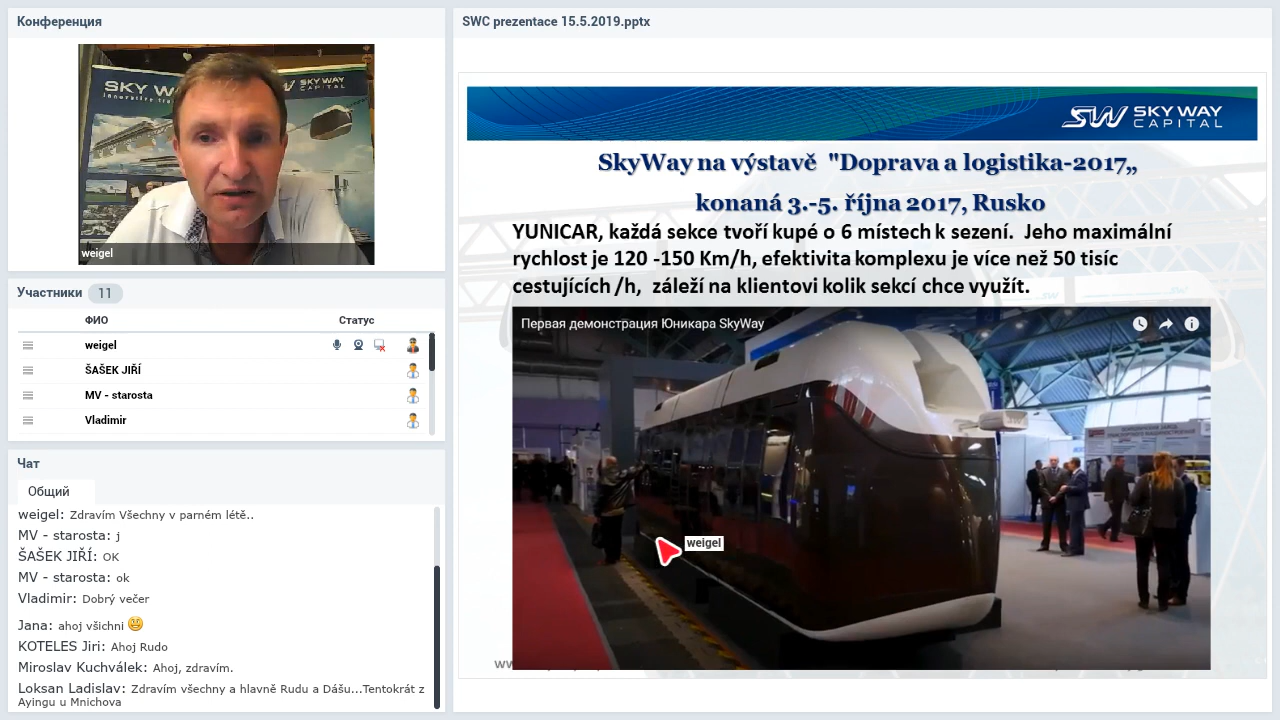 Конференция
SKY W
innovative tra
SKY WAY
CAPITAL
weigel
Участники 11
ФИО Статус
weigel
ŠAŠEK JIŘÍ
MV - starosta
Vladimir
Чат
Общий
weigel: Zdravím Všechny v parném létě..
MV - starosta: j
ŠAŠEK JIŘÍ: OK
MV - starosta: ok
Vladimir: Dobrý večer
Jana: ahoj všichni
KOTELES Jiri: Ahoj Rudo
Miroslav Kuchválek: Ahoj, zdravím.
Loksan Ladislav: Zdravím všechny a hlavně Rudu a Dášu...Tentokrát z
Ayingu u Mnichova
SWC prezentace 15.5.2019.pptx
SW SKY WAY
CAPITAL
SkyWay na výstavě "Doprava a logistika-2017„
konaná 3.-5. října 2017, Rusko
YUNICAR, každá sekce tvoří kupé o 6 místech k sezení. Jeho maximální
rychlost je 120 -150 Km/h, efektivita komplexu je více než 50 tisíc
cestujících /h, záleží na klientovi kolik sekcí chce využít.
Первая демонстрация Юникара SkyWay
weigel